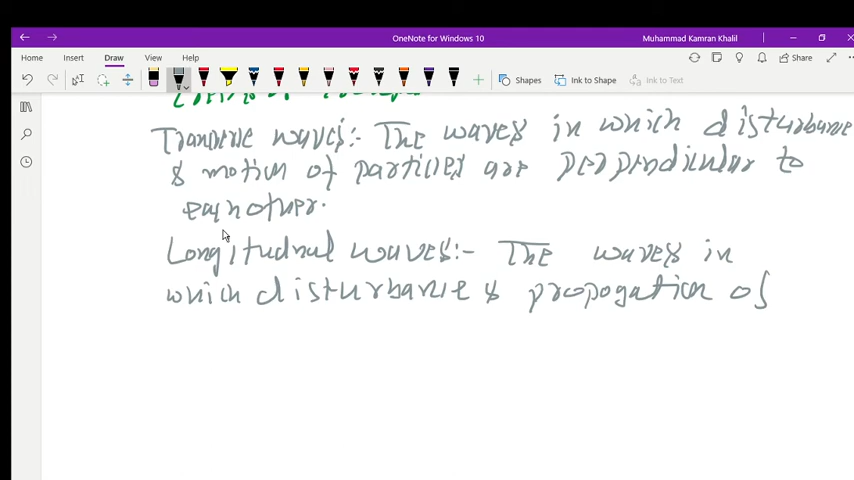 OneNote for Windows 10
Muhammad Kamran Khalil
Home Insert Draw View Help
Share
Shapes Ink to Shape Ink to Text
Tranverse waves:- The waves in which disturbanve
& motion of particles are perpendicular to
each other.
Longitudnal waves:- The waves in
which disturbanve & propogation of